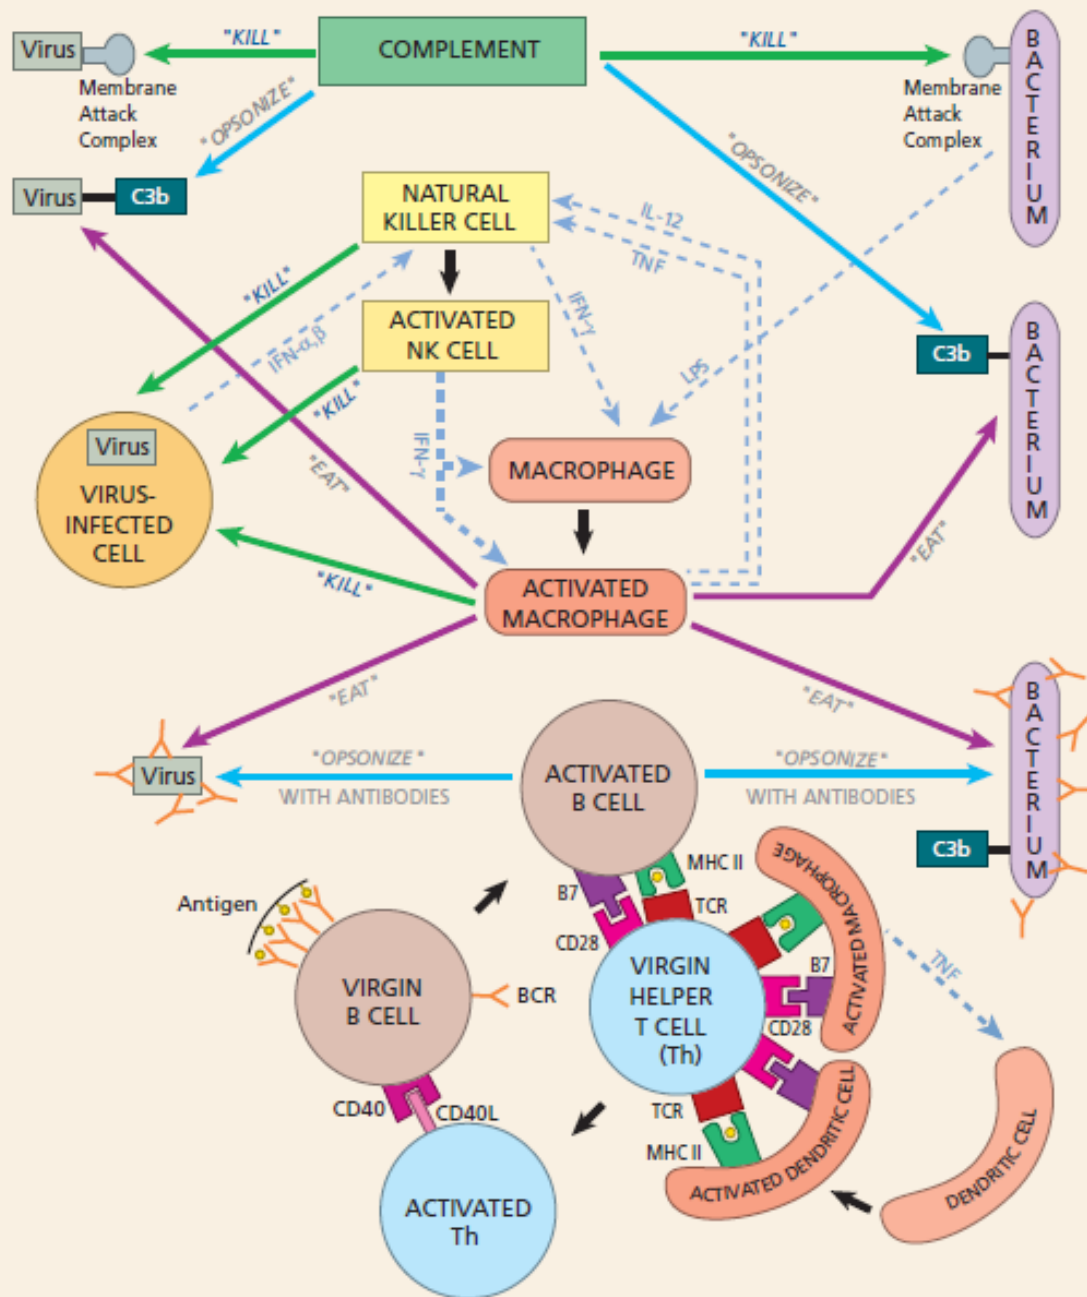 COMPLEMENT
"KILL"
"KILL"
Virus
Membrane
Attack
Complex
"OPSONIZE"
Virus
C3b
Membrane
Attack
Complex
BACTERIUM
"OPSONIZE"
NATURAL
KILLER CELL
IL-12
TNF
"KILL"
IFN-α,β
IFN-γ
LPS
ACTIVATED
NK CELL
"KILL"
C3b
BACTERIUM
Virus
VIRUS-
INFECTED
CELL
"EAT"
IFN-γ
MACROPHAGE
"KILL"
ACTIVATED
MACROPHAGE
"EAT"
"EAT"
"EAT"
Virus
"OPSONIZE"
WITH ANTIBODIES
ACTIVATED
B CELL
"OPSONIZE"
WITH ANTIBODIES
BACTERIUM
C3b
Antigen
VIRGIN
B CELL
BCR
B7
CD28
MHC II
TCR
VIRGIN
HELPER
T CELL
(Th)
ACTIVATED MACROPHAGE
B7
CD28
TNF
CD40
CD40L
ACTIVATED
Th
TCR
MHC II
ACTIVATED DENDRITIC CELL
DENDRITIC CELL